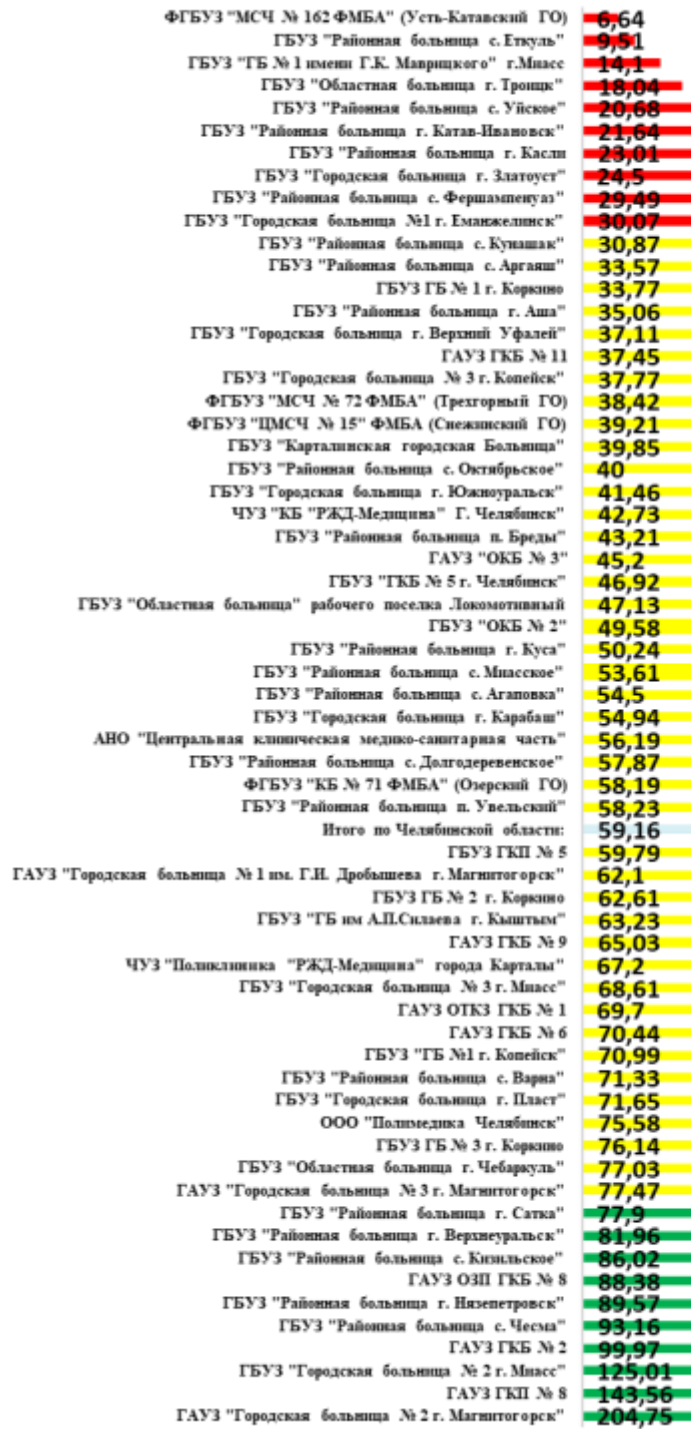 ФГБУЗ "МСЧ № 162 ФМБА" (Усть-Катавский ГО) 6,64
ГБУЗ "Районная больница с. Еткуль" 9,51
ГБУЗ "ГБ № 1 имени Г.К. Маврицкого" г.Миасс 14,1
ГБУЗ "Областная больница г. Троицк" 18,04
ГБУЗ "Районная больница с. Уйское" 20,68
ГБУЗ "Районная больница г. Катав-Ивановск" 21,64
ГБУЗ "Районная больница г. Касли 23,01
ГБУЗ "Городская больница г. Златоуст" 24,5
ГБУЗ "Районная больница с. Фершампенуаз" 29,49
ГБУЗ "Городская больница №1 г. Еманжелинск" 30,07
ГБУЗ "Районная больница с. Кунашак" 30,87
ГБУЗ "Районная больница с. Аргаяш" 33,57
ГБУЗ ГБ № 1 г. Коркино 33,77
ГБУЗ "Районная больница г. Аша" 35,06
ГБУЗ "Городская больница г. Верхний Уфалей" 37,11
ГАУЗ ГКБ № 11 37,45
ГБУЗ "Городская больница № 3 г. Копейск" 37,77
ФГБУЗ "МСЧ № 72 ФМБА" (Трехгорный ГО) 38,42
ФГБУЗ "ЦМСЧ № 15" ФМБА (Снежинский ГО) 39,21
ГБУЗ "Карталинская городская Больница" 39,85
ГБУЗ "Районная больница с. Октябрьское" 40
ГБУЗ "Городская больница г. Южноуральск" 41,46
ЧУЗ "КБ "РЖД-Медицина" Г. Челябинск" 42,73
ГБУЗ "Районная больница п. Бреды" 43,21
ГАУЗ "ОКБ № 3" 45,2
ГБУЗ "ГКБ № 5 г. Челябинск" 46,92
ГБУЗ "Областная больница" рабочего поселка Локомотивный 47,13
ГБУЗ "ОКБ № 2" 49,58
ГБУЗ "Районная больница г. Куса" 50,24
ГБУЗ "Районная больница с. Миасское" 53,61
ГБУЗ "Районная больница с. Агаповка" 54,5
ГБУЗ "Городская больница г. Карабаш" 54,94
АНО "Центральная клиническая медико-санитарная часть" 56,19
ГБУЗ "Районная больница с. Долгодеревенское" 57,87
ФГБУЗ "КБ № 71 ФМБА" (Озерский ГО) 58,19
ГБУЗ "Районная больница п. Увельский" 58,23
Итого по Челябинской области: 59,16
ГБУЗ ГКП № 5 59,79
ГАУЗ "Городская больница № 1 им. Г.И. Дробышева г. Магнитогорск" 62,1
ГБУЗ ГБ № 2 г. Коркино 62,61
ГБУЗ "ГБ им А.П.Силаева г. Кыштым" 63,23
ГАУЗ ГКБ № 9 65,03
ЧУЗ "Поликлиника "РЖД-Медицина" города Карталы" 67,2
ГБУЗ "Городская больница № 3 г. Миасс" 68,61
ГАУЗ ОТКЗ ГКБ № 1 69,7
ГАУЗ ГКБ № 6 70,44
ГБУЗ "ГБ №1 г. Копейск" 70,99
ГБУЗ "Районная больница с. Варна" 71,33
ГБУЗ "Городская больница г. Пласт" 71,65
ООО "Полимедика Челябинск" 75,58
ГБУЗ ГБ № 3 г. Коркино 76,14
ГБУЗ "Областная больница г. Чебаркуль" 77,03
ГАУЗ "Городская больница № 3 г. Магнитогорск" 77,47
ГБУЗ "Районная больница г. Сатка" 77,9
ГБУЗ "Районная больница г. Верхнеуральск" 81,96
ГБУЗ "Районная больница с. Кизильское" 86,02
ГАУЗ ОЗП ГКБ № 8 88,38
ГБУЗ "Районная больница г. Нязепетровск" 89,57
ГБУЗ "Районная больница с. Чесма" 93,16
ГАУЗ ГКБ № 2 99,97
ГБУЗ "Городская больница № 2 г. Миасс" 125,01
ГАУЗ ГКП № 8 143,56
ГАУЗ "Городская больница № 2 г. Магнитогорск" 204,75